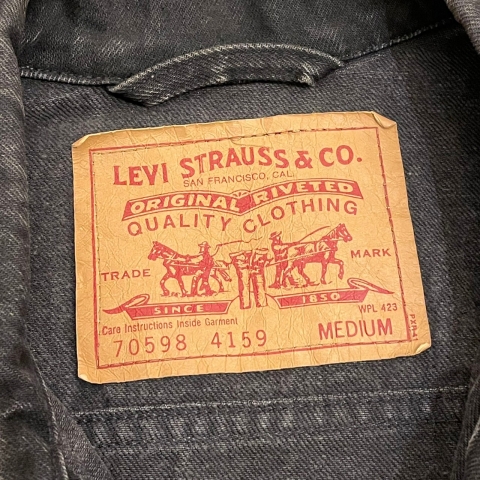 LEVI STRAUSS & CO.
SAN FRANCISCO, CAL.
ORIGINAL RIVETED
QUALITY CLOTHING
TRADE MARK
SINCE 1850
WPL 423
Care Instructions Inside Garment
70598 4159 MEDIUM